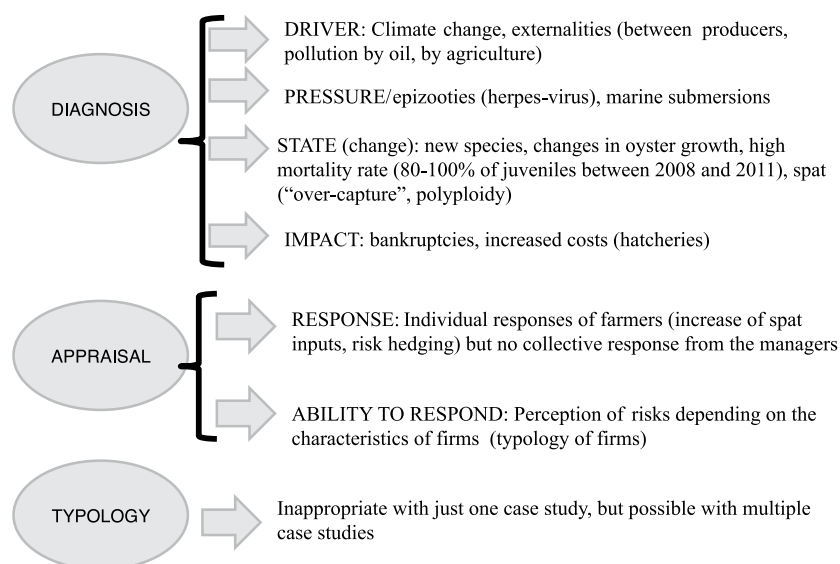 DIAGNOSIS
DRIVER: Climate change, externalities (between producers,
pollution by oil, by agriculture)
PRESSURE/epizooties (herpes-virus), marine submersions
STATE (change): new species, changes in oyster growth, high
mortality rate (80-100% of juveniles between 2008 and 2011), spat
(“over-capture”, polyploidy)
IMPACT: bankruptcies, increased costs (hatcheries)
APPRAISAL
RESPONSE: Individual responses of farmers (increase of spat
inputs, risk hedging) but no collective response from the managers
ABILITY TO RESPOND: Perception of risks depending on the
characteristics of firms (typology of firms)
TYPOLOGY
Inappropriate with just one case study, but possible with multiple
case studies